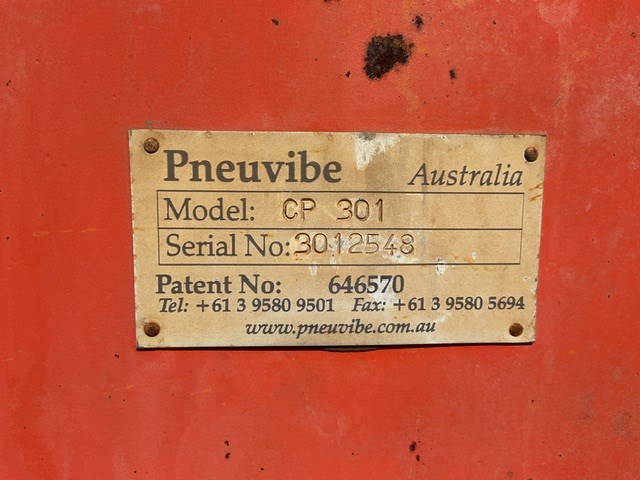 Pneuvibe Australia
Model: CP 301
Serial No: 3012548
Patent No: 646570
Tel: +61 3 9580 9501 Fax: +61 3 9580 5694
www.pneuvibe.com.au